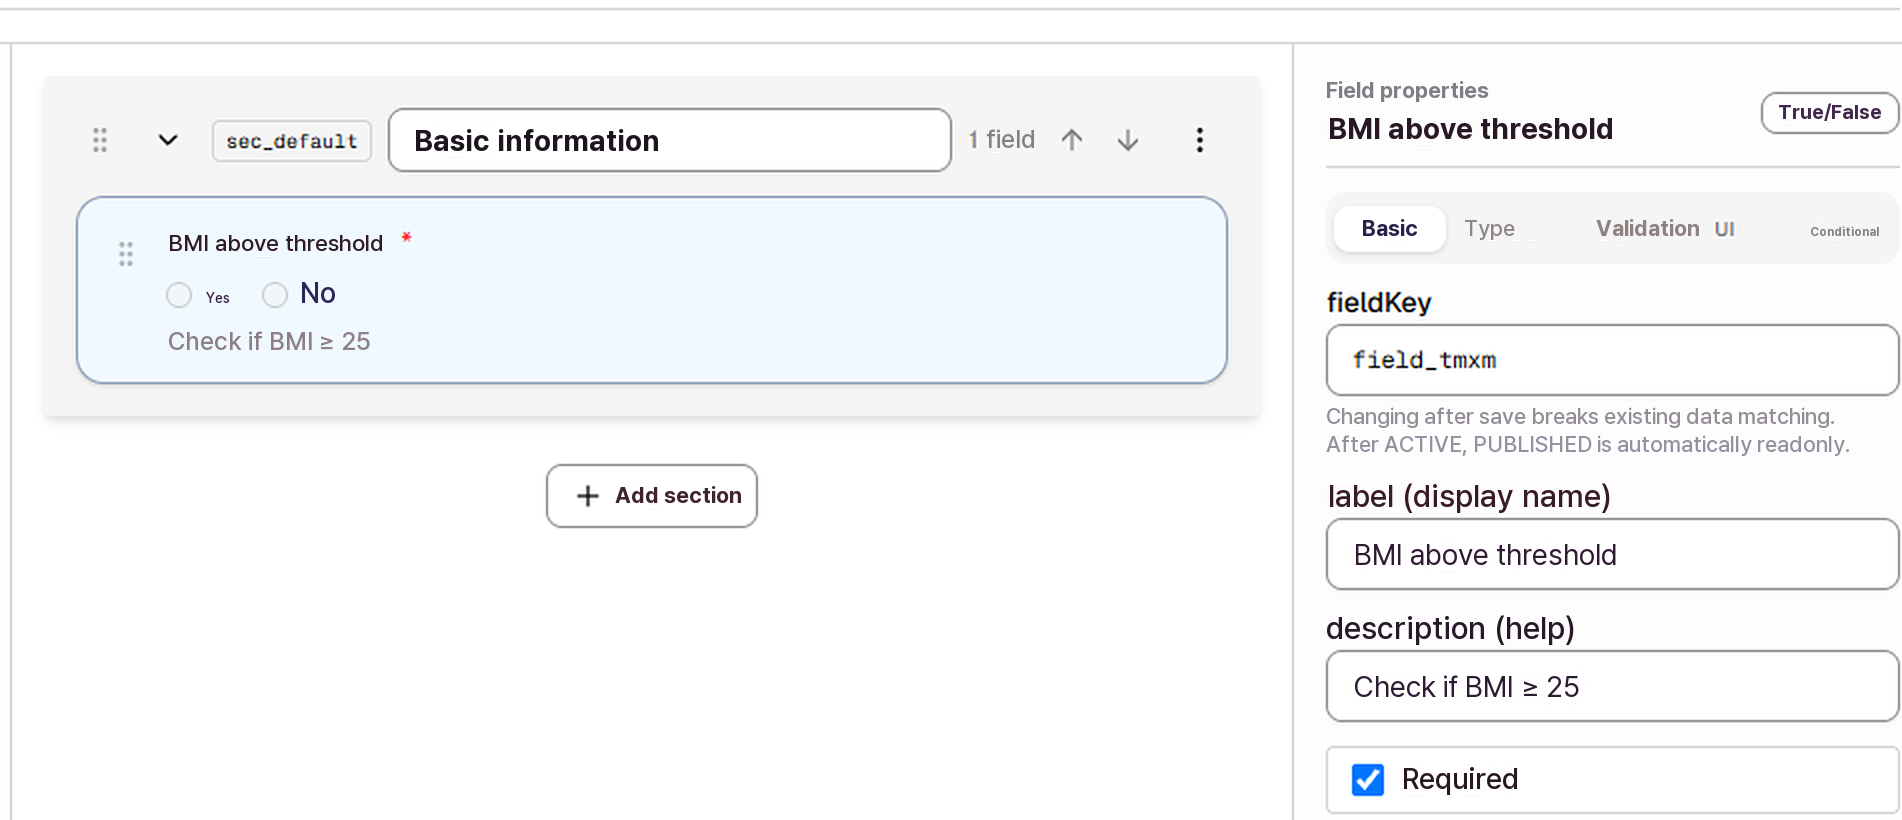 sec_default
Basic information
1 field
BMI above threshold *
Yes
No
Check if BMI ≥ 25
Add section
Field properties
BMI above threshold
True/False
Basic
Type
Validation
UI
Conditional
fieldKey
field_tmxm
Changing after save breaks existing data matching.
After ACTIVE, PUBLISHED is automatically readonly.
label (display name)
BMI above threshold
description (help)
Check if BMI ≥ 25
Required